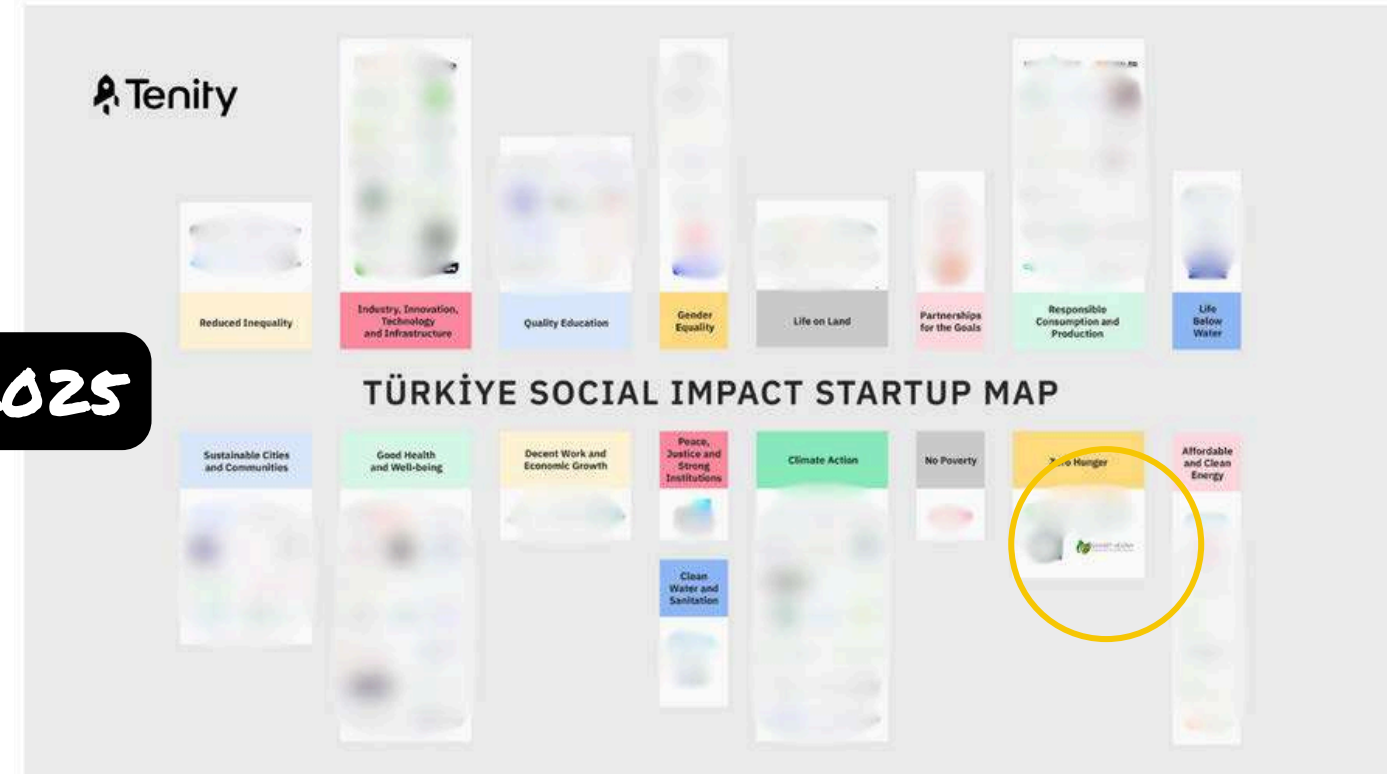 Tenity
Reduced Inequality
Industry, Innovation,
Technology
and Infrastructure
Quality Education
Gender
Equality
Life on Land
Partnerships
for the Goals
Responsible
Consumption and
Production
Life
Below
Water
025
TÜRKİYE SOCIAL IMPACT STARTUP MAP
Sustainable Cities
and Communities
Good Health
and Well-being
Decent Work and
Economic Growth
Peace,
Justice and
Strong
Institutions
Climate Action
No Poverty
Zero Hunger
Affordable
and Clean
Energy
Clean
Water and
Sanitation